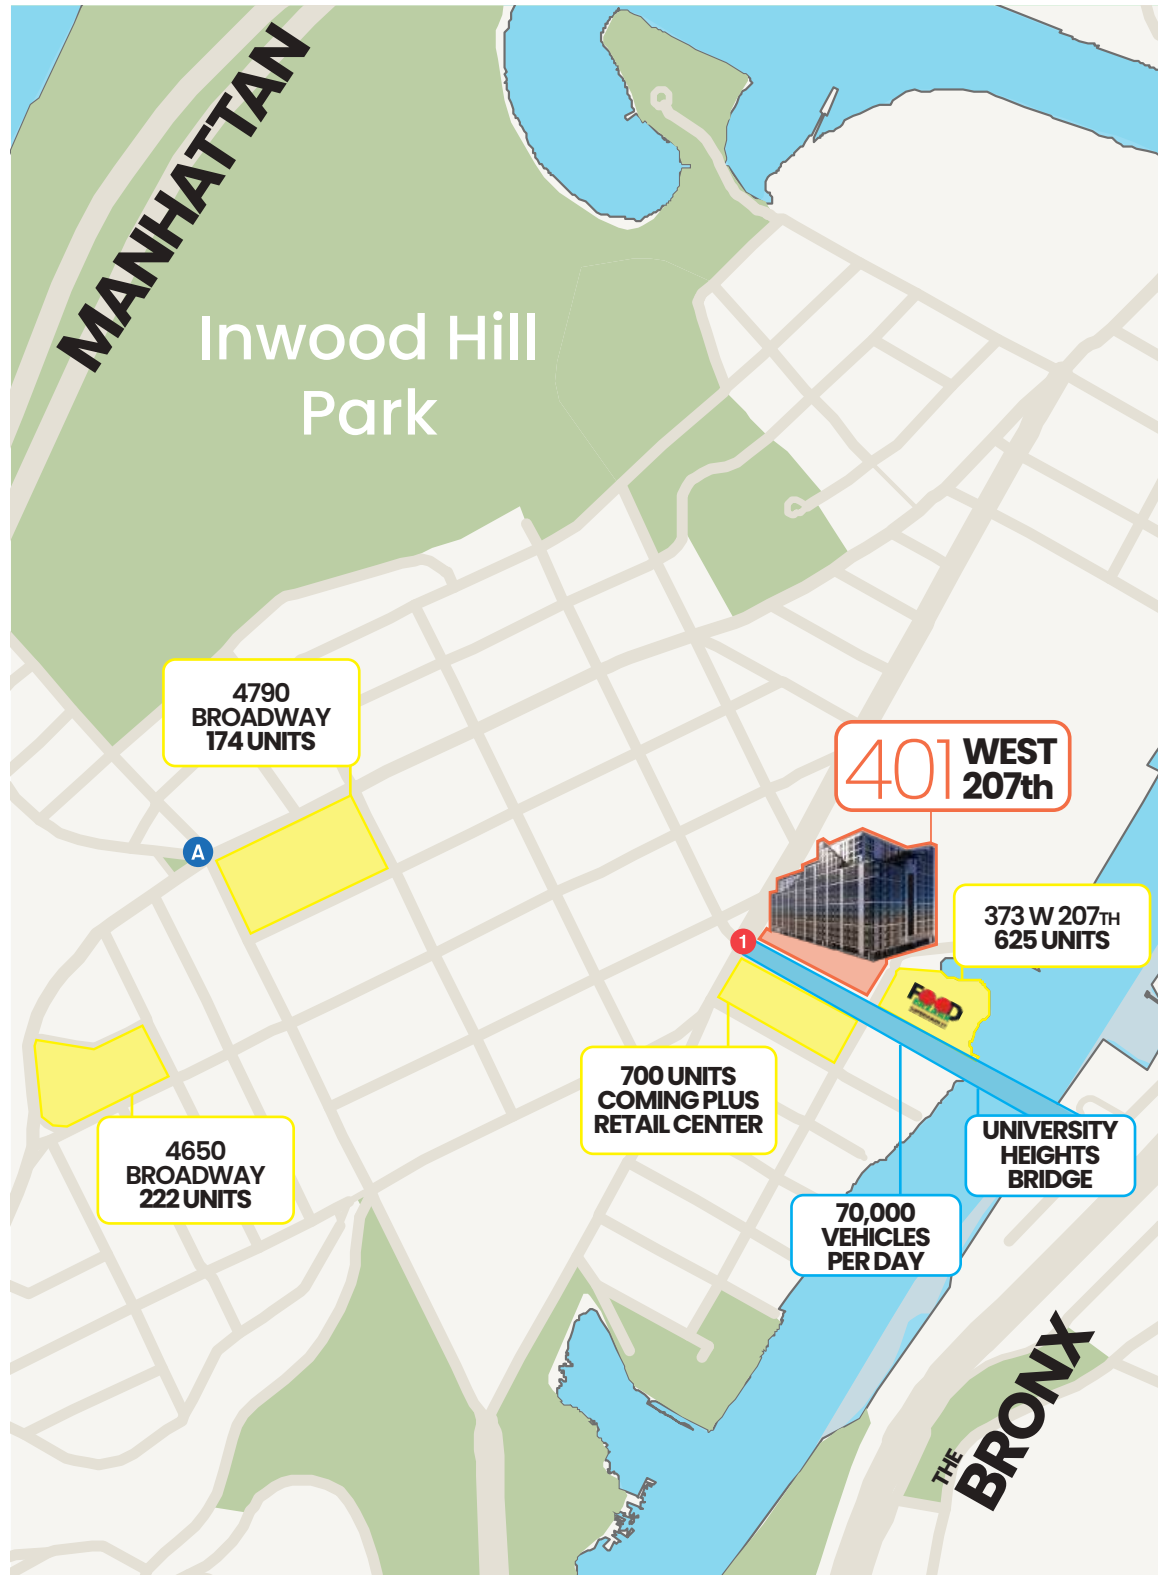 MANHATTAN
Inwood Hill
Park
4790
BROADWAY
174 UNITS
A
401 WEST
207th
373 W 207TH
625 UNITS
1
FOOD
700 UNITS
COMING PLUS
RETAIL CENTER
UNIVERSITY
HEIGHTS
BRIDGE
4650
BROADWAY
222 UNITS
70,000
VEHICLES
PER DAY
THE
BRONX